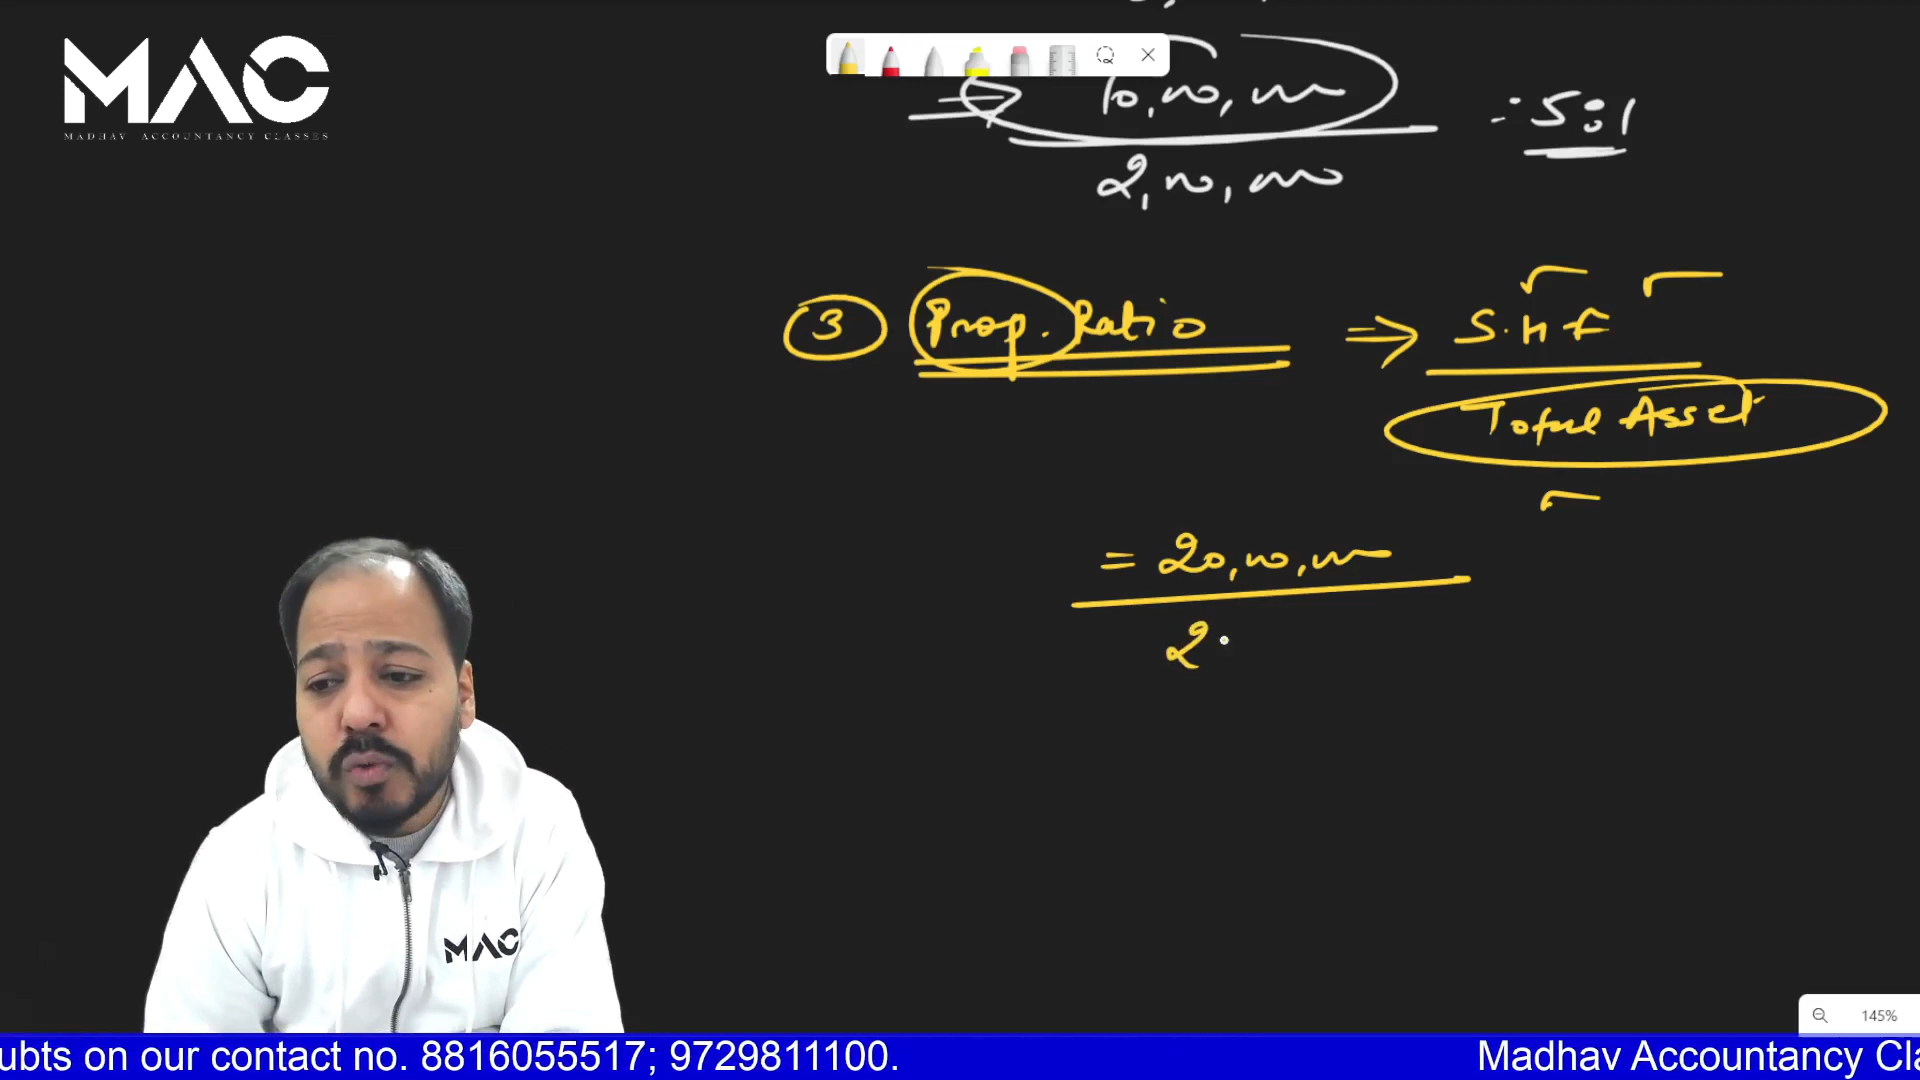 MAC
MADHAV ACCOUNTANCY CLASSES
⇒ 10,00,000
2,00,000
= 5:1
③ Prop. Ratio ⇒ S.H.F
Total Asset
= 20,00,000
2
MAC
145%
ubts on our contact no. 8816055517; 9729811100.
Madhav Accountancy Cla